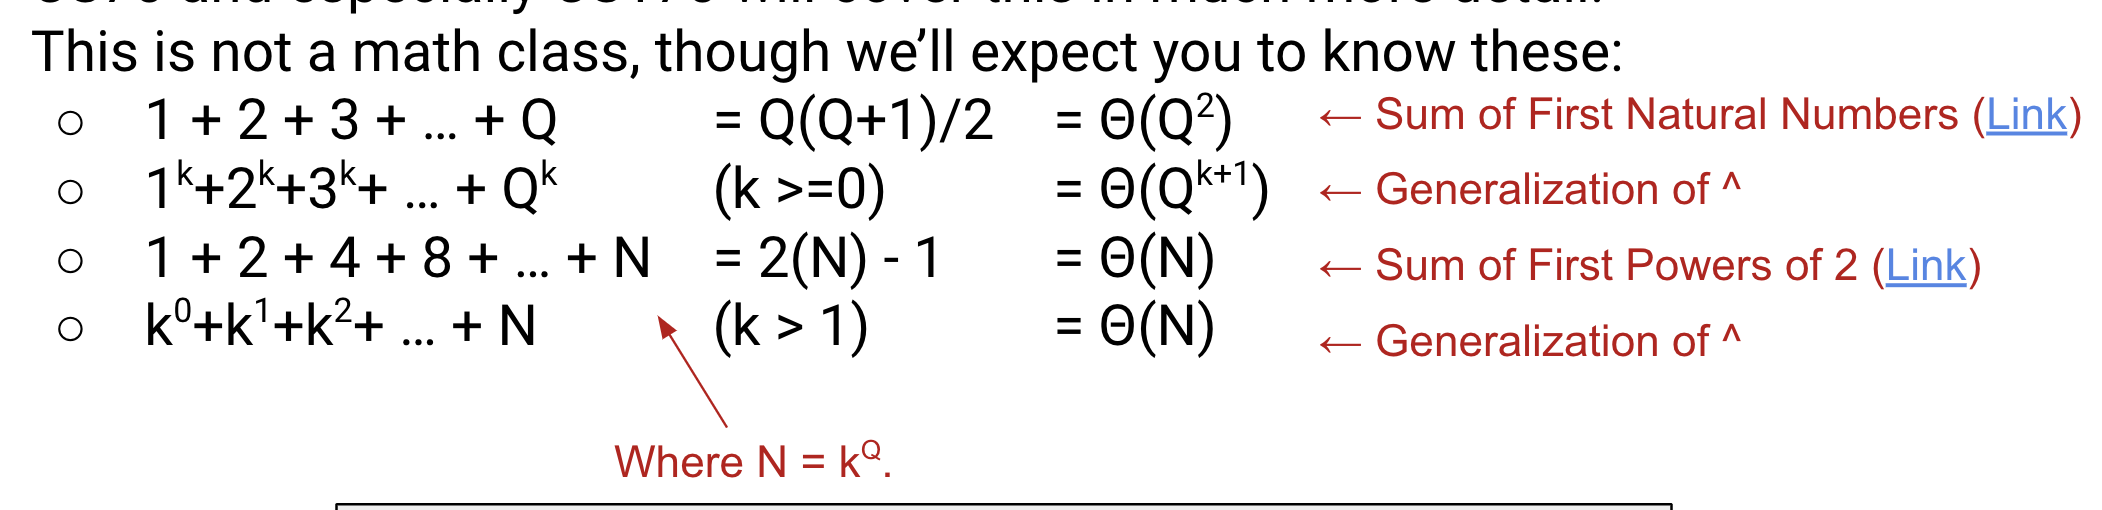 This is not a math class, though we’ll expect you to know these:
○ 1 + 2 + 3 + … + Q = Q(Q+1)/2 = Θ(Q²) ← Sum of First Natural Numbers (Link)
○ 1ᵏ+2ᵏ+3ᵏ+ … + Qᵏ (k >=0) = Θ(Qᵏ⁺¹) ← Generalization of ^
○ 1 + 2 + 4 + 8 + … + N = 2(N) - 1 = Θ(N) ← Sum of First Powers of 2 (Link)
○ k⁰+k¹+k²+ … + N (k > 1) = Θ(N) ← Generalization of ^
Where N = k^Q.